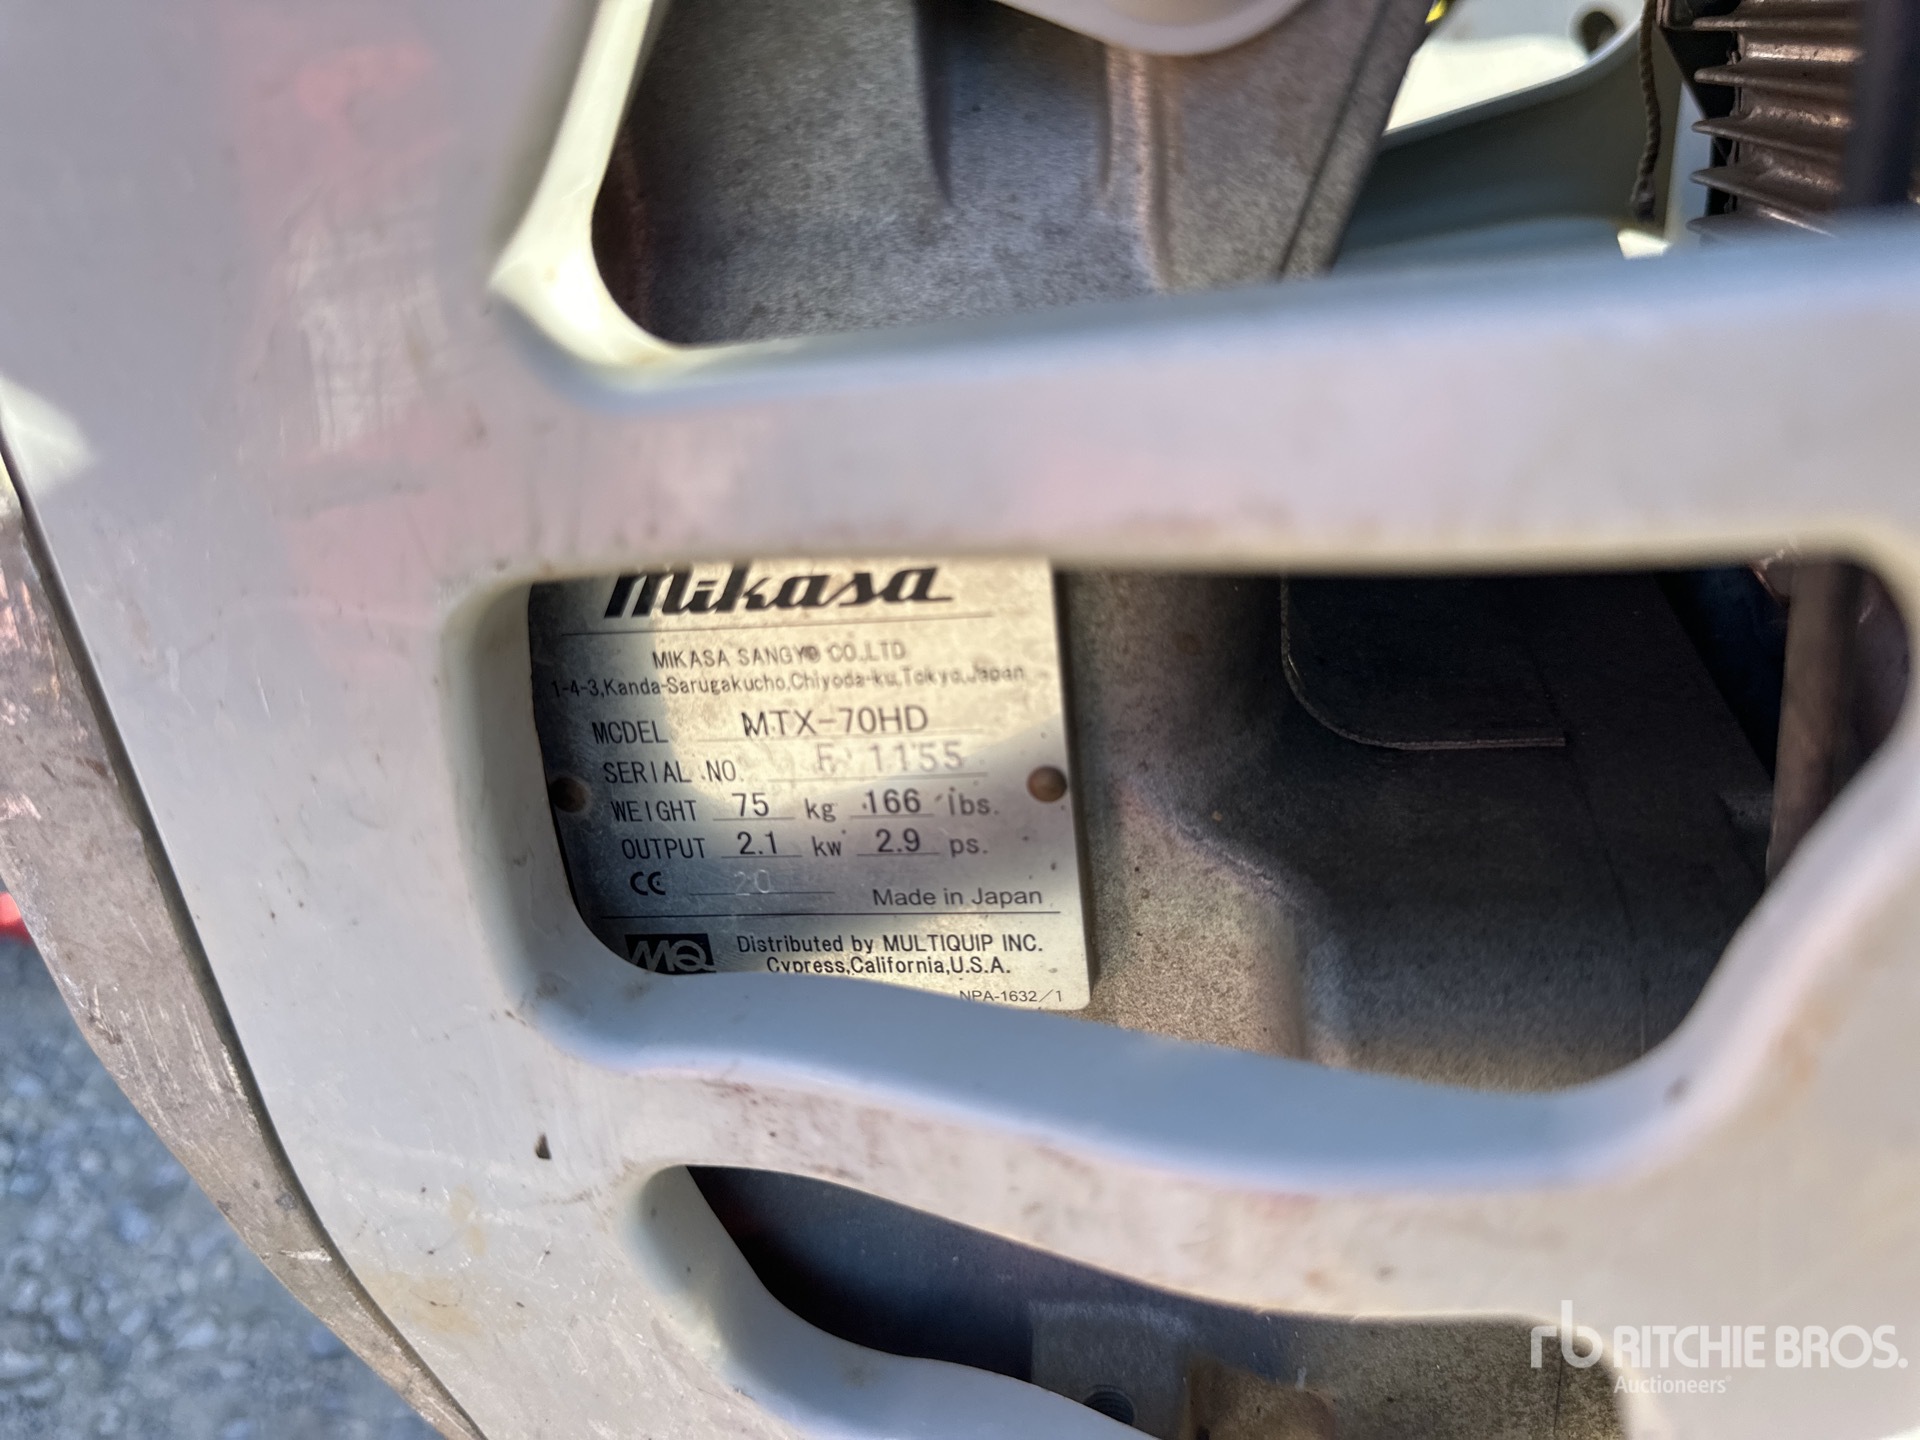 Mikasa
MIKASA SANGYO CO.,LTD
1-4-3,Kanda-Sarugakucho,Chiyoda-ku,Tokyo,Japan
MODEL MTX-70HD
SERIAL NO. 1155
WEIGHT 75 kg 166 lbs.
OUTPUT 2.1 kw 2.9 ps.
CE 20
Made in Japan
MQ Distributed by MULTIQUIP INC.
Cypress,California,U.S.A.
NPA-1632/1
rb RITCHIE BROS.
Auctioneers